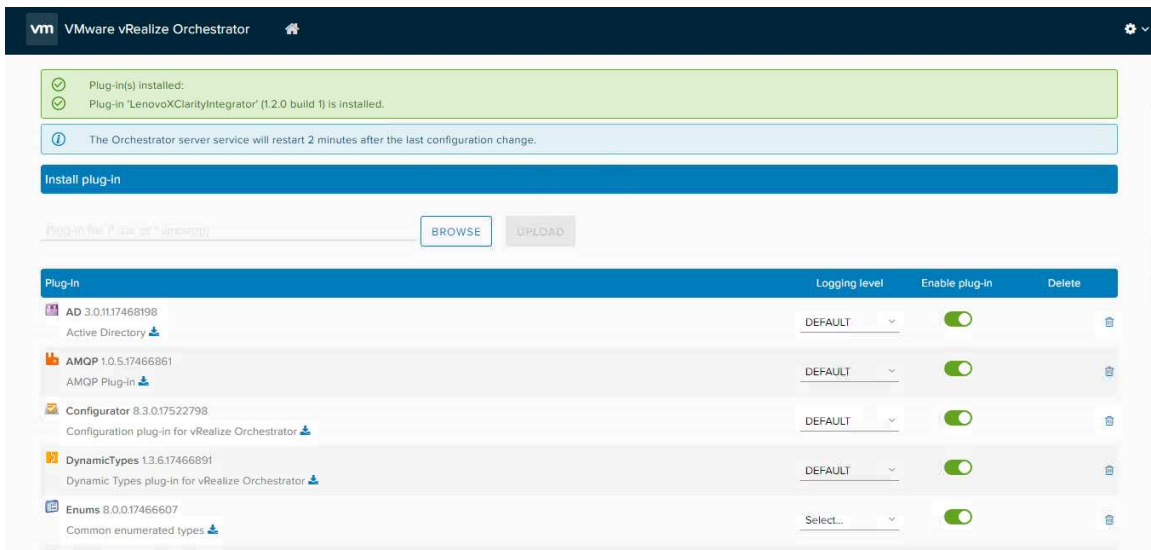 vm VMware vRealize Orchestrator
Plug-in(s) installed:
Plug-in 'LenovoXClarityIntegrator' (1.2.0 build 1) is installed.
The Orchestrator server service will restart 2 minutes after the last configuration change.
Install plug-in
BROWSE UPLOAD
Plug-in Logging level Enable plug-in Delete
AD 3.0.11.17468198
Active Directory
DEFAULT
AMQP 1.0.5.17466861
AMQP Plug-in
DEFAULT
Configurator 8.3.0.17522798
Configuration plug-in for vRealize Orchestrator
DEFAULT
DynamicTypes 1.3.6.17466891
Dynamic Types plug-in for vRealize Orchestrator
DEFAULT
Enums 8.0.0.17466607
Common enumerated types
Select...